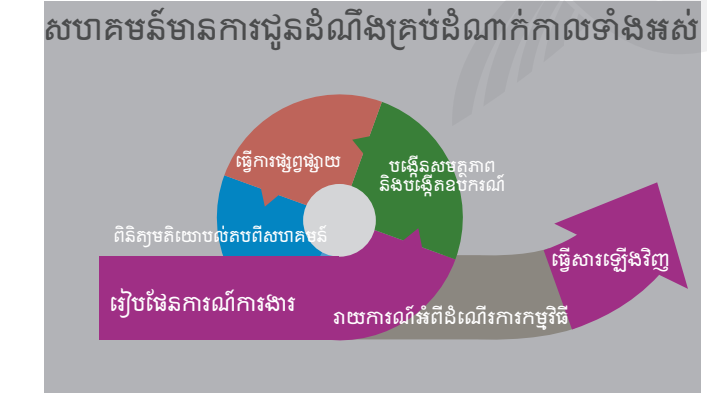 សហគមន៍មានការជូនដំណឹងគ្រប់ដំណាក់កាលទាំងអស់
ធ្វើការផ្សព្វផ្សាយ
បង្កើនសមត្ថភាព
និងបង្កើតឧបករណ៍
ពិនិត្យមតិយោបល់តបពីសហគមន៍
ធ្វើសារឡើងវិញ
រៀបផែនការណ៍ការងារ
រាយការណ៍អំពីដំណើរការកម្មវិធី